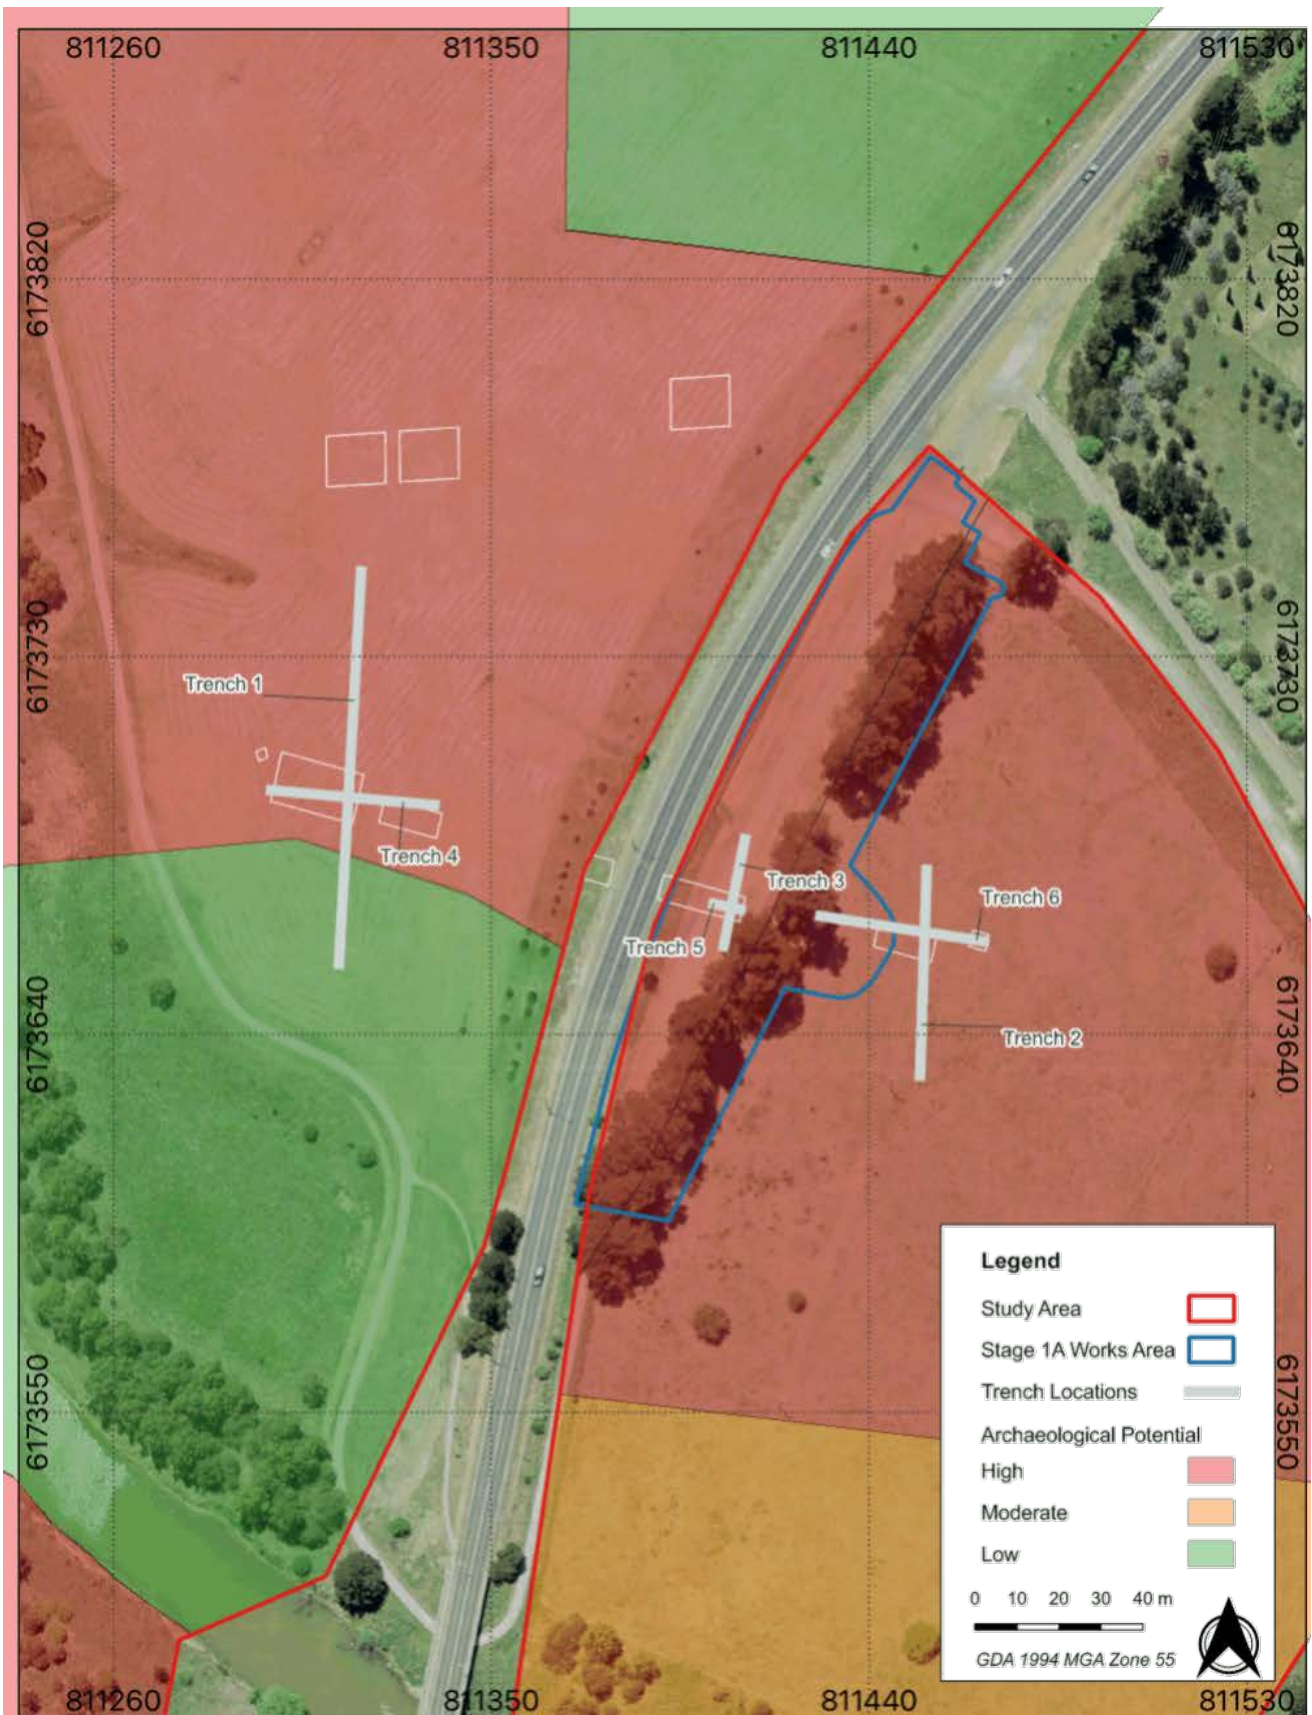 811260 811350 811440 811530
6173820 6173820
6173730 6173730
Trench 1
Trench 4
Trench 3
Trench 6
Trench 5
Trench 2
6173640 6173640
6173550 6173550
Legend
Study Area
Stage 1A Works Area
Trench Locations
Archaeological Potential
High
Moderate
Low
0 10 20 30 40 m
GDA 1994 MGA Zone 55
811260 811350 811440 811530